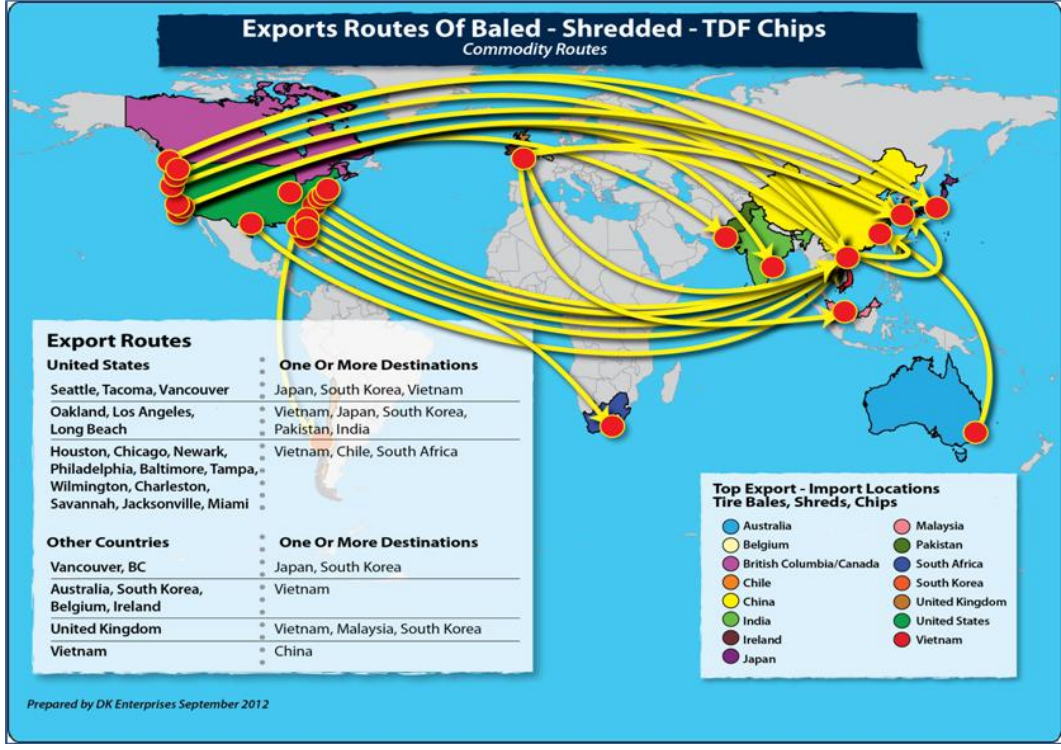 Exports Routes Of Baled - Shredded - TDF Chips
Commodity Routes
Export Routes
United States One Or More Destinations
Seattle, Tacoma, Vancouver Japan, South Korea, Vietnam
Oakland, Los Angeles, Vietnam, Japan, South Korea,
Long Beach Pakistan, India
Houston, Chicago, Newark, Vietnam, Chile, South Africa
Philadelphia, Baltimore, Tampa,
Wilmington, Charleston,
Savannah, Jacksonville, Miami
Other Countries One Or More Destinations
Vancouver, BC Japan, South Korea
Australia, South Korea, Vietnam
Belgium, Ireland
United Kingdom Vietnam, Malaysia, South Korea
Vietnam China
Top Export - Import Locations
Tire Bales, Shreds, Chips
Australia Malaysia
Belgium Pakistan
British Columbia/Canada South Africa
Chile South Korea
China United Kingdom
India United States
Ireland Vietnam
Japan
Prepared by DK Enterprises September 2012